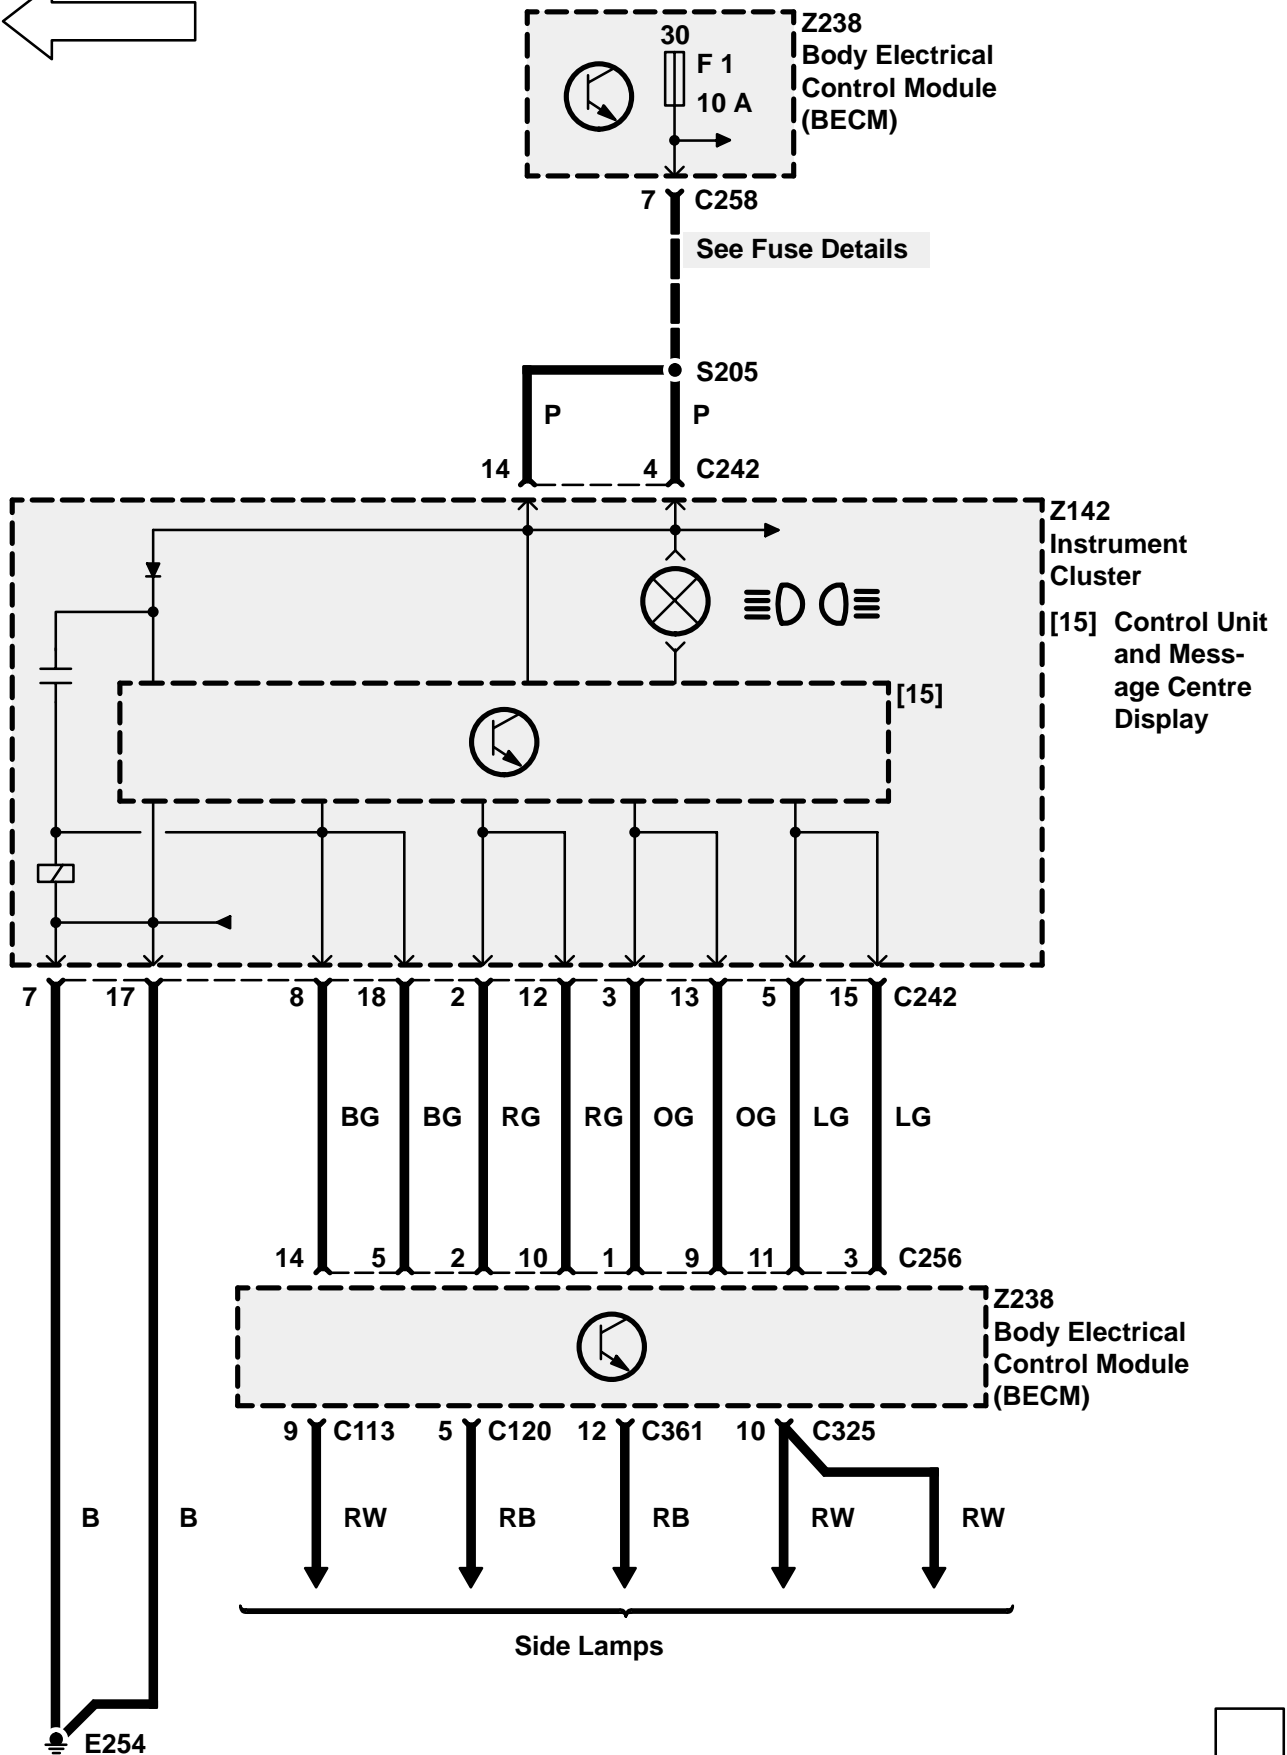 30
F 1
10 A
Z238
Body Electrical
Control Module
(BECM)
7 C258
See Fuse Details
S205
P P
14 4 C242
Z142
Instrument
Cluster
[15] Control Unit
and Mess-
age Centre
Display
[15]
7 17 8 18 2 12 3 13 5 15 C242
BG BG RG RG OG OG LG LG
14 5 2 10 1 9 11 3 C256
Z238
Body Electrical
Control Module
(BECM)
9 C113 5 C120 12 C361 10 C325
B B RW RB RB RW RW
Side Lamps
E254